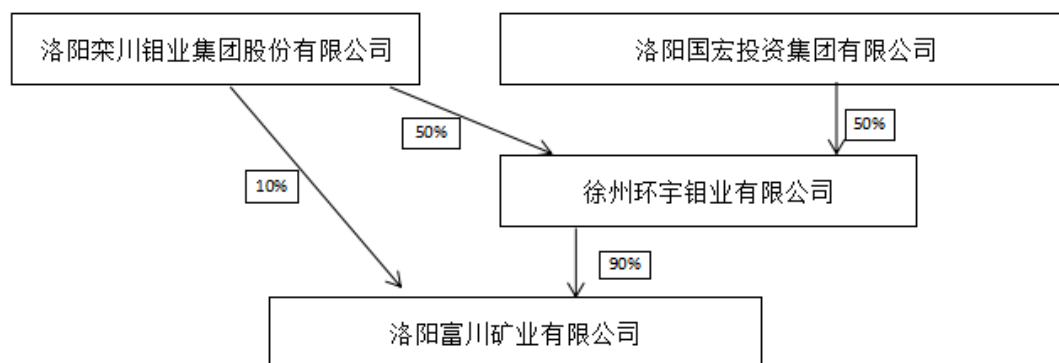 洛阳栾川钼业集团股份有限公司
洛阳国宏投资集团有限公司
50%
50%
10%
徐州环宇钼业有限公司
90%
洛阳富川矿业有限公司